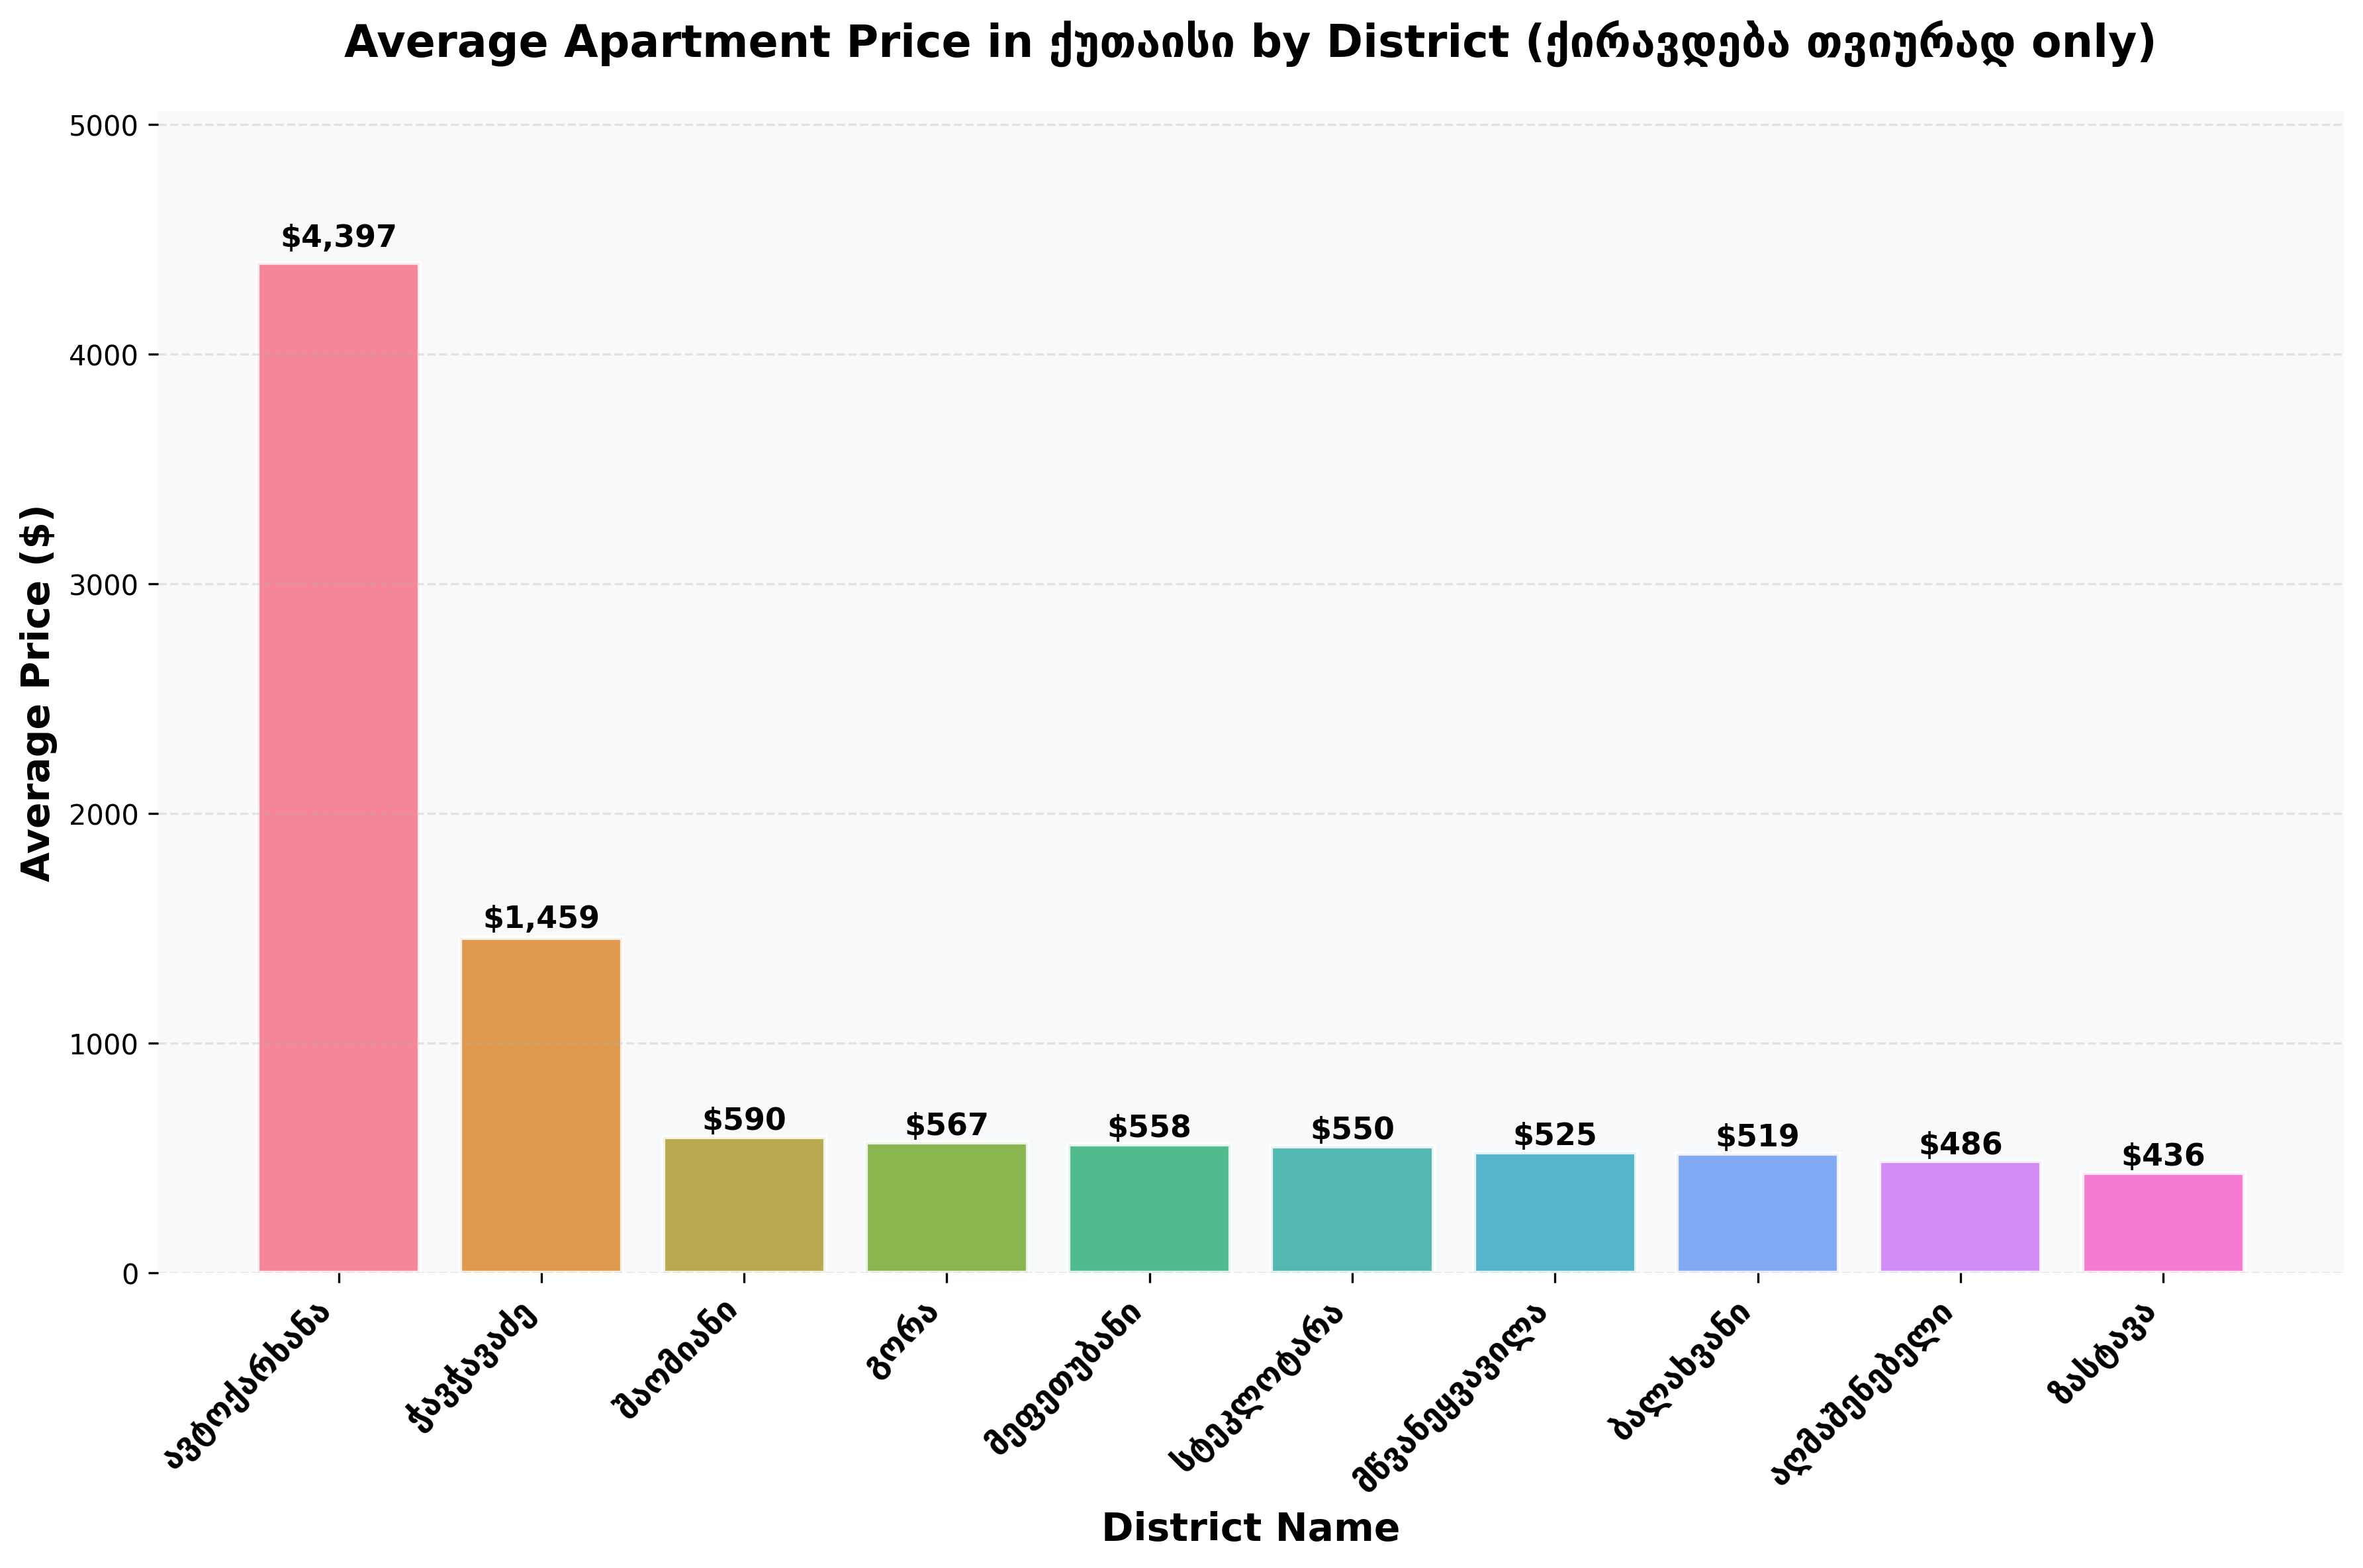 Average Apartment Price in ქუთაისი by District (ქირავდება თვიურად only)
Average Price ($)
5000
4000
3000
2000
1000
0
$4,397
$1,459
$590
$567
$558
$550
$525
$519
$486
$436
ავტოქარხანა
ჭავჭავაძე
შაომიანი
გორა
მეფეთუბანი
სტეკლოტარა
მწვანეყვავილა
ბალახვანი
აღმაშენებელი
ზასტავა
District Name